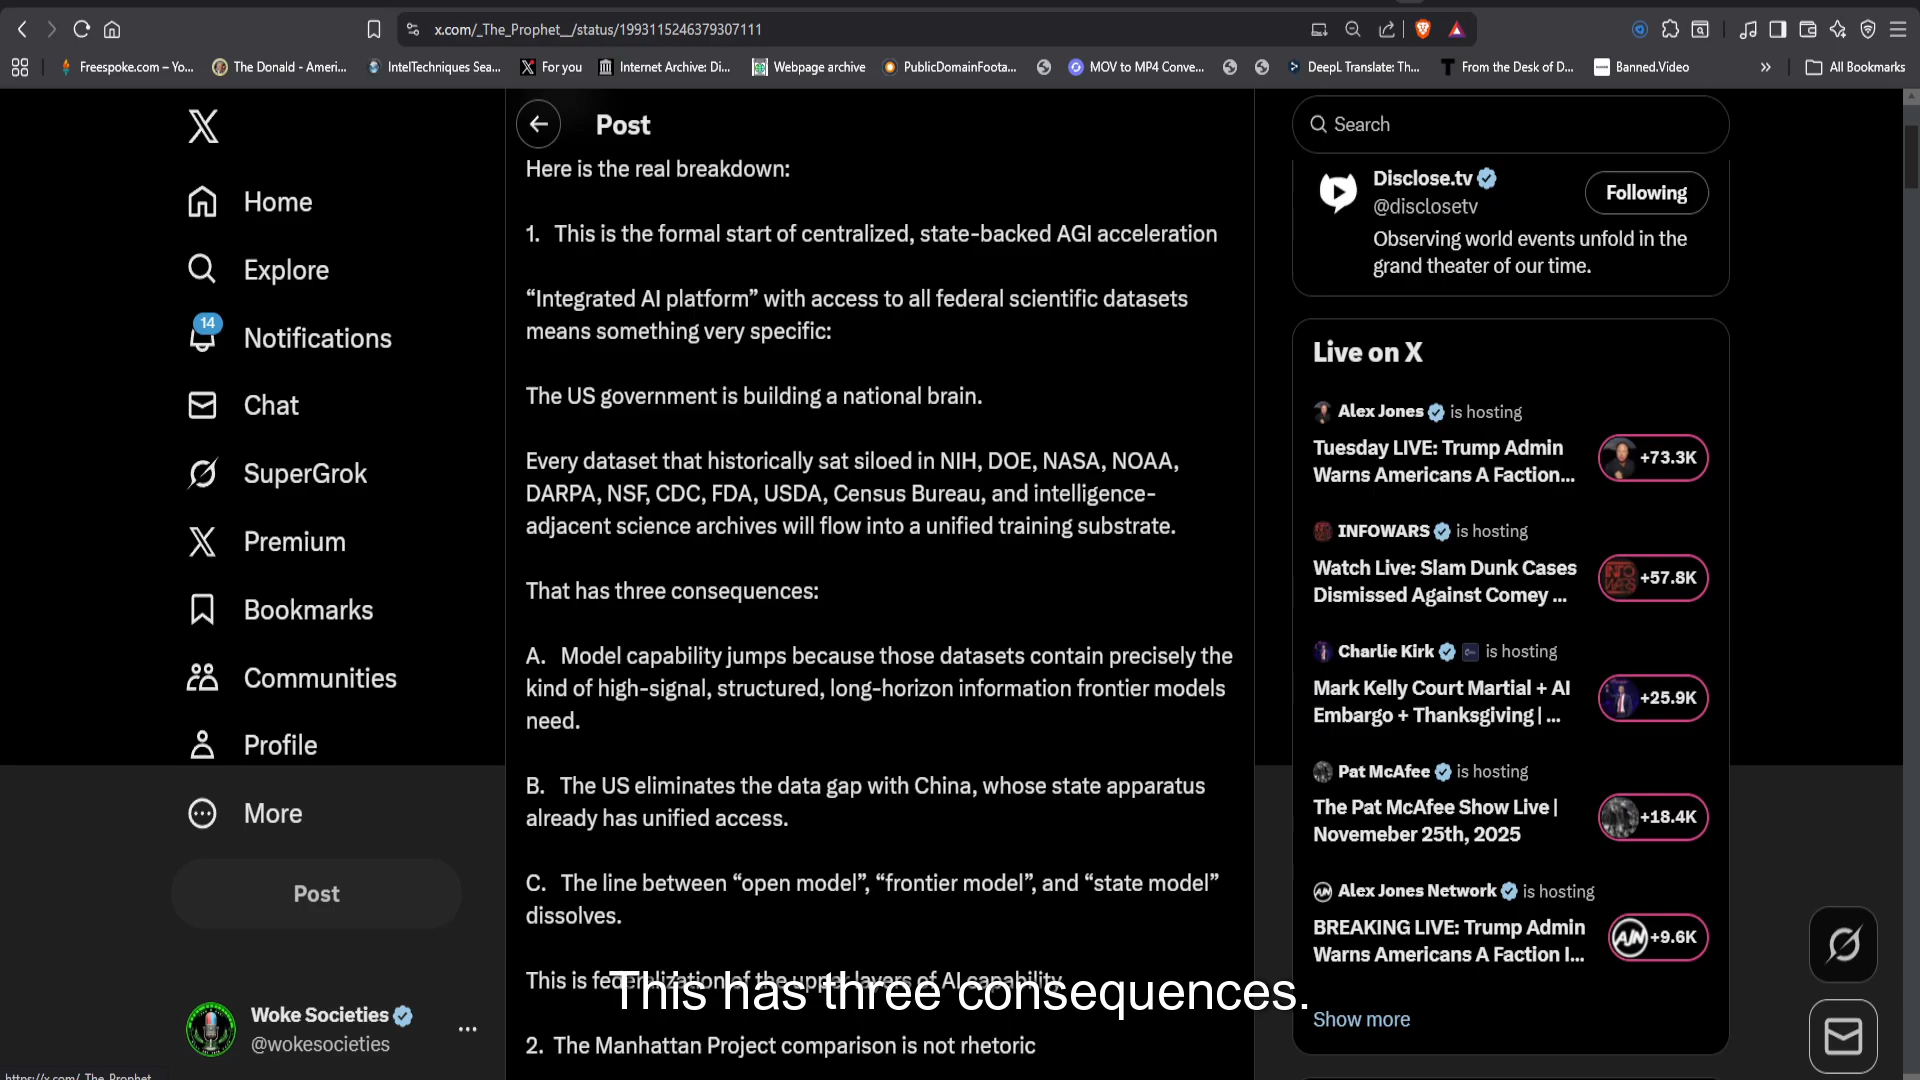 x.com/_The_Prophet__/status/1993115246379307111
Freespoke.com – Yo...
The Donald - Ameri...
IntelTechniques Sea...
For you
Internet Archive: Di...
Webpage archive
PublicDomainFoota...
MOV to MP4 Conve...
DeepL Translate: Th...
From the Desk of D...
Banned.Video
»
All Bookmarks
Home
Explore
14
Notifications
Chat
SuperGrok
Premium
Bookmarks
Communities
Profile
More
Post
Woke Societies
@wokesocieties
Post
Here is the real breakdown:
1. This is the formal start of centralized, state-backed AGI acceleration
“Integrated AI platform” with access to all federal scientific datasets
means something very specific:
The US government is building a national brain.
Every dataset that historically sat siloed in NIH, DOE, NASA, NOAA,
DARPA, NSF, CDC, FDA, USDA, Census Bureau, and intelligence-
adjacent science archives will flow into a unified training substrate.
That has three consequences:
A. Model capability jumps because those datasets contain precisely the
kind of high-signal, structured, long-horizon information frontier models
need.
B. The US eliminates the data gap with China, whose state apparatus
already has unified access.
C. The line between “open model”, “frontier model”, and “state model”
dissolves.
This is federalization of the upper layers of AI capability.
This has three consequences.
2. The Manhattan Project comparison is not rhetoric
Search
Disclose.tv
@disclosetv
Following
Observing world events unfold in the
grand theater of our time.
Live on X
Alex Jones is hosting
Tuesday LIVE: Trump Admin
Warns Americans A Faction...
+73.3K
INFOWARS is hosting
Watch Live: Slam Dunk Cases
Dismissed Against Comey ...
+57.8K
Charlie Kirk is hosting
Mark Kelly Court Martial + AI
Embargo + Thanksgiving | ...
+25.9K
Pat McAfee is hosting
The Pat McAfee Show Live |
Novemeber 25th, 2025
+18.4K
Alex Jones Network is hosting
BREAKING LIVE: Trump Admin
Warns Americans A Faction I...
+9.6K
Show more